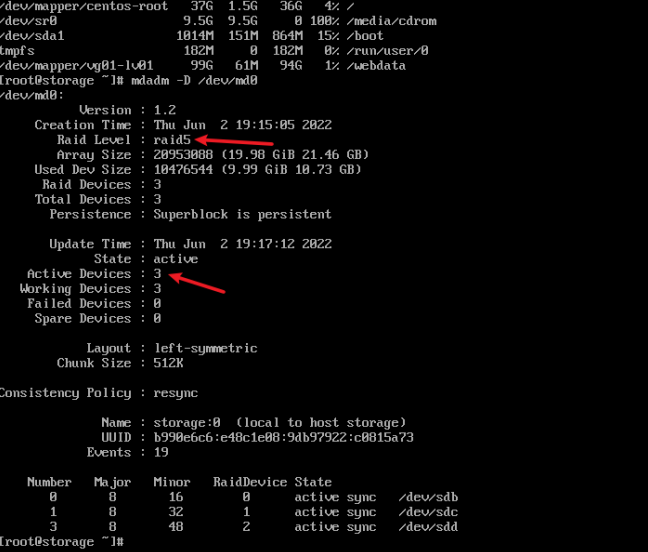 /dev/mapper/centos-root   37G  1.5G   36G   4% /
/dev/sr0                 9.5G  9.5G     0 100% /media/cdrom
/dev/sda1               1014M  151M  864M  15% /boot
tmpfs                    182M     0  182M   0% /run/user/0
/dev/mapper/vg01-lv01     99G   61M   94G   1% /webdata
[root@storage ~]# mdadm -D /dev/md0
/dev/md0:
Version : 1.2
Creation Time : Thu Jun  2 19:15:05 2022
Raid Level : raid5
Array Size : 20953088 (19.98 GiB 21.46 GB)
Used Dev Size : 10476544 (9.99 GiB 10.73 GB)
Raid Devices : 3
Total Devices : 3
Persistence : Superblock is persistent
Update Time : Thu Jun  2 19:17:12 2022
State : active
Active Devices : 3
Working Devices : 3
Failed Devices : 0
Spare Devices : 0
Layout : left-symmetric
Chunk Size : 512K
Consistency Policy : resync
Name : storage:0  (local to host storage)
UUID : b990e6c6:e48c1e08:9db97922:c0815a73
Events : 19
Number   Major   Minor   RaidDevice State
0       8       16        0      active sync   /dev/sdb
1       8       32        1      active sync   /dev/sdc
3       8       48        2      active sync   /dev/sdd
[root@storage ~]#